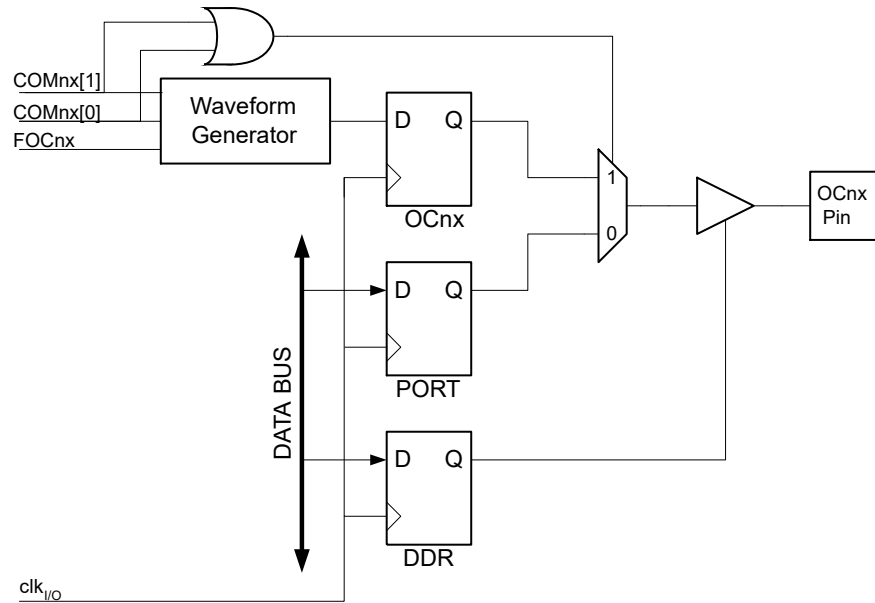 COMnx[1]
COMnx[0]
FOCnx
Waveform
Generator
D Q
OCnx
1
0
OCnx
Pin
D Q
PORT
DATA BUS
D Q
DDR
clkI/O